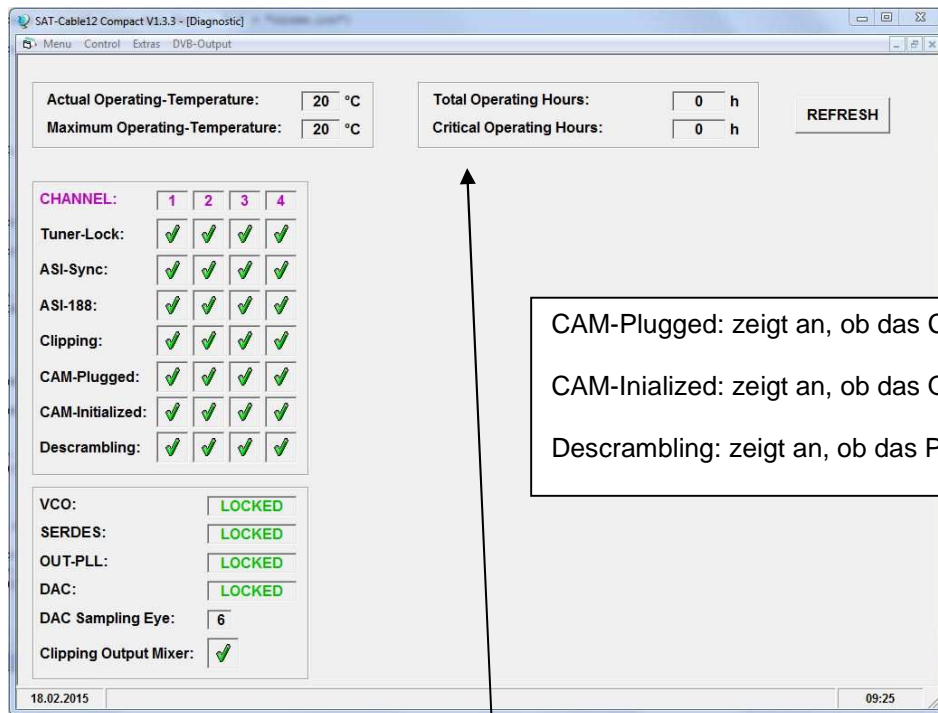 SAT-Cable12 Compact V1.3.3 - [Diagnostic]
Menu Control Extras DVB-Output
Actual Operating-Temperature: 20 °C
Maximum Operating-Temperature: 20 °C
Total Operating Hours: 0 h
Critical Operating Hours: 0 h
REFRESH
CHANNEL: 1 2 3 4
Tuner-Lock:
ASI-Sync:
ASI-188:
Clipping:
CAM-Plugged:
CAM-Initialized:
Descrambling:
CAM-Plugged: zeigt an, ob das
CAM-Inialized: zeigt an, ob das
Descrambling: zeigt an, ob das P
VCO: LOCKED
SERDES: LOCKED
OUT-PLL: LOCKED
DAC: LOCKED
DAC Sampling Eye: 6
Clipping Output Mixer:
18.02.2015
09:25